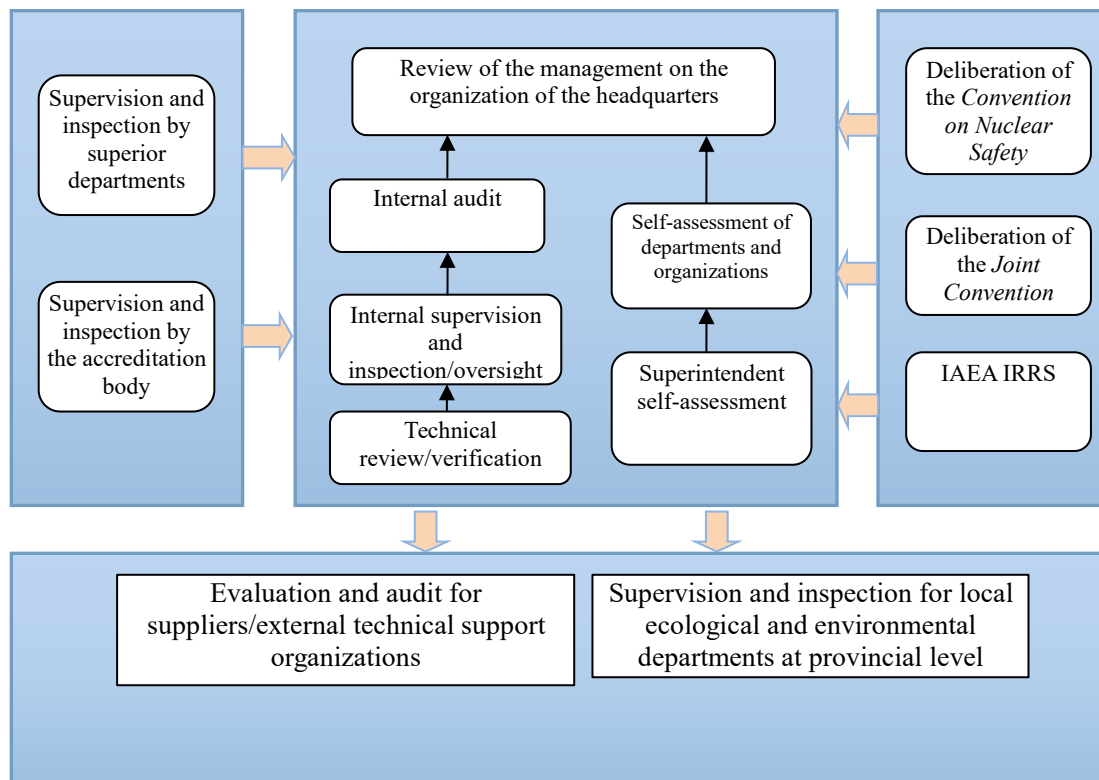 Supervision and
inspection by
superior
departments
Supervision and
inspection by
the accreditation
body
Review of the management on the
organization of the headquarters
Internal audit
Internal supervision
and
inspection/oversight
Technical
review/verification
Self-assessment of
departments and
organizations
Superintendent
self-assessment
Deliberation of
the Convention
on Nuclear
Safety
Deliberation of
the Joint
Convention
IAEA IRRS
Evaluation and audit for
suppliers/external technical support
organizations
Supervision and inspection for local
ecological and environmental
departments at provincial level